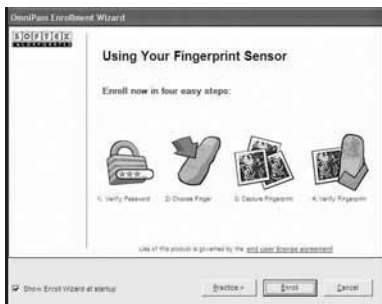 OmniPass Enrollment Wizard
SOFTEX
INCORPORATED
Using Your Fingerprint Sensor
Enroll now in four easy steps:
1) Verify Password 2) Choose Finger 3) Capture Fingerprint 4) Verify Fingerprint
Use of this product is governed by the end user license agreement
Show Enroll Wizard at startup
Practice > Enroll Cancel